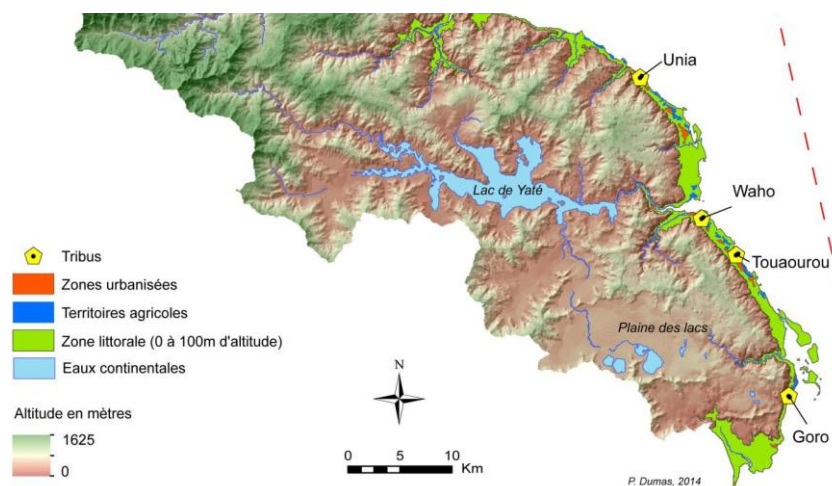 Unia
Lac de Yaté
Waho
Touaourou
Tribus
Zones urbanisées
Territoires agricoles
Zone littorale (0 à 100m d'altitude)
Plaine des lacs
Eaux continentales
N
Altitude en mètres
1625
0
Goro
0 5 10
Km
P. Dumas, 2014